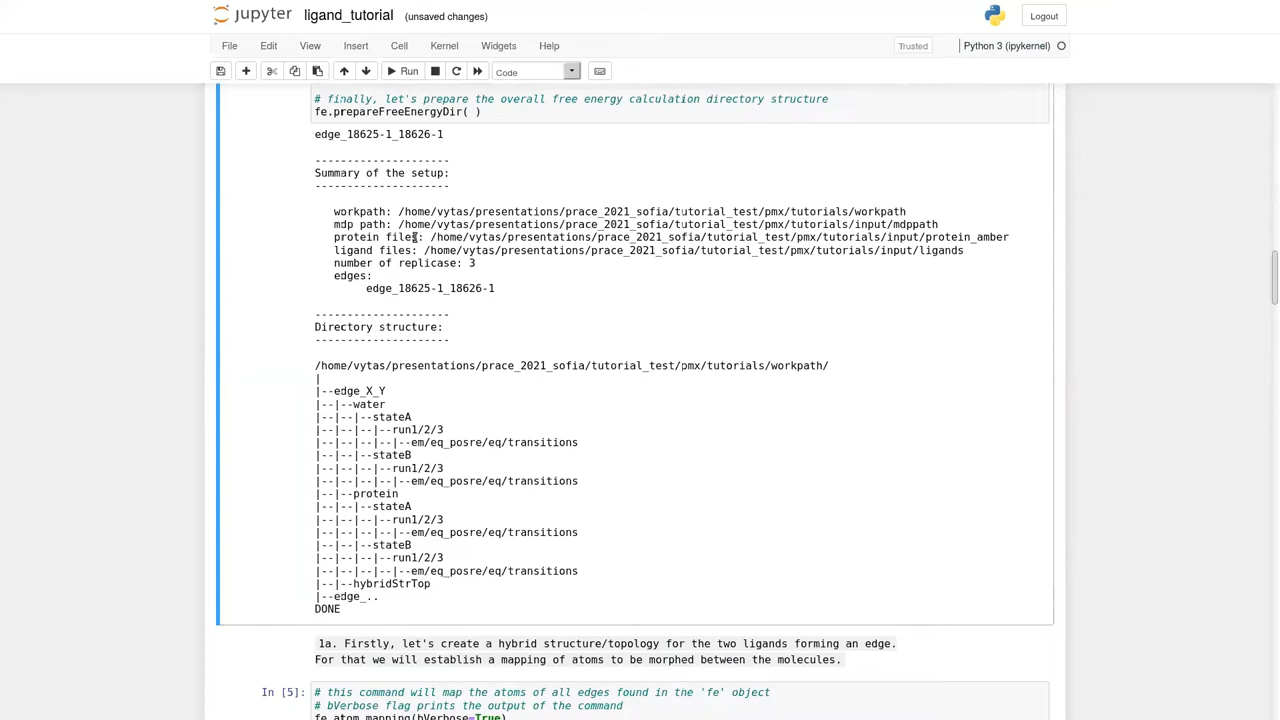 jupyter ligand_tutorial (unsaved changes) Logout
File Edit View Insert Cell Kernel Widgets Help Trusted Python 3 (ipykernel)
Run Code
# finally, let's prepare the overall free energy calculation directory structure
fe.prepareFreeEnergyDir( )
edge_18625-1_18626-1
---------------------
Summary of the setup:
---------------------
workpath: /home/vytas/presentations/prace_2021_sofia/tutorial_test/pmx/tutorials/workpath
mdp path: /home/vytas/presentations/prace_2021_sofia/tutorial_test/pmx/tutorials/input/mdppath
protein files: /home/vytas/presentations/prace_2021_sofia/tutorial_test/pmx/tutorials/input/protein_amber
ligand files: /home/vytas/presentations/prace_2021_sofia/tutorial_test/pmx/tutorials/input/ligands
number of replicase: 3
edges:
edge_18625-1_18626-1
---------------------
Directory structure:
---------------------
/home/vytas/presentations/prace_2021_sofia/tutorial_test/pmx/tutorials/workpath/
|
|--edge_X_Y
|--|--water
|--|--|--stateA
|--|--|--|--run1/2/3
|--|--|--|--|--em/eq_posre/eq/transitions
|--|--|--stateB
|--|--|--|--run1/2/3
|--|--|--|--|--em/eq_posre/eq/transitions
|--|--protein
|--|--|--stateA
|--|--|--|--run1/2/3
|--|--|--|--|--em/eq_posre/eq/transitions
|--|--|--stateB
|--|--|--|--run1/2/3
|--|--|--|--|--em/eq_posre/eq/transitions
|--|--hybridStrTop
|--edge_..
DONE
1a. Firstly, let's create a hybrid structure/topology for the two ligands forming an edge.
For that we will establish a mapping of atoms to be morphed between the molecules.
In [5]: # this command will map the atoms of all edges found in the 'fe' object
# bVerbose flag prints the output of the command
fe.atom_mapping(bVerbose=True)